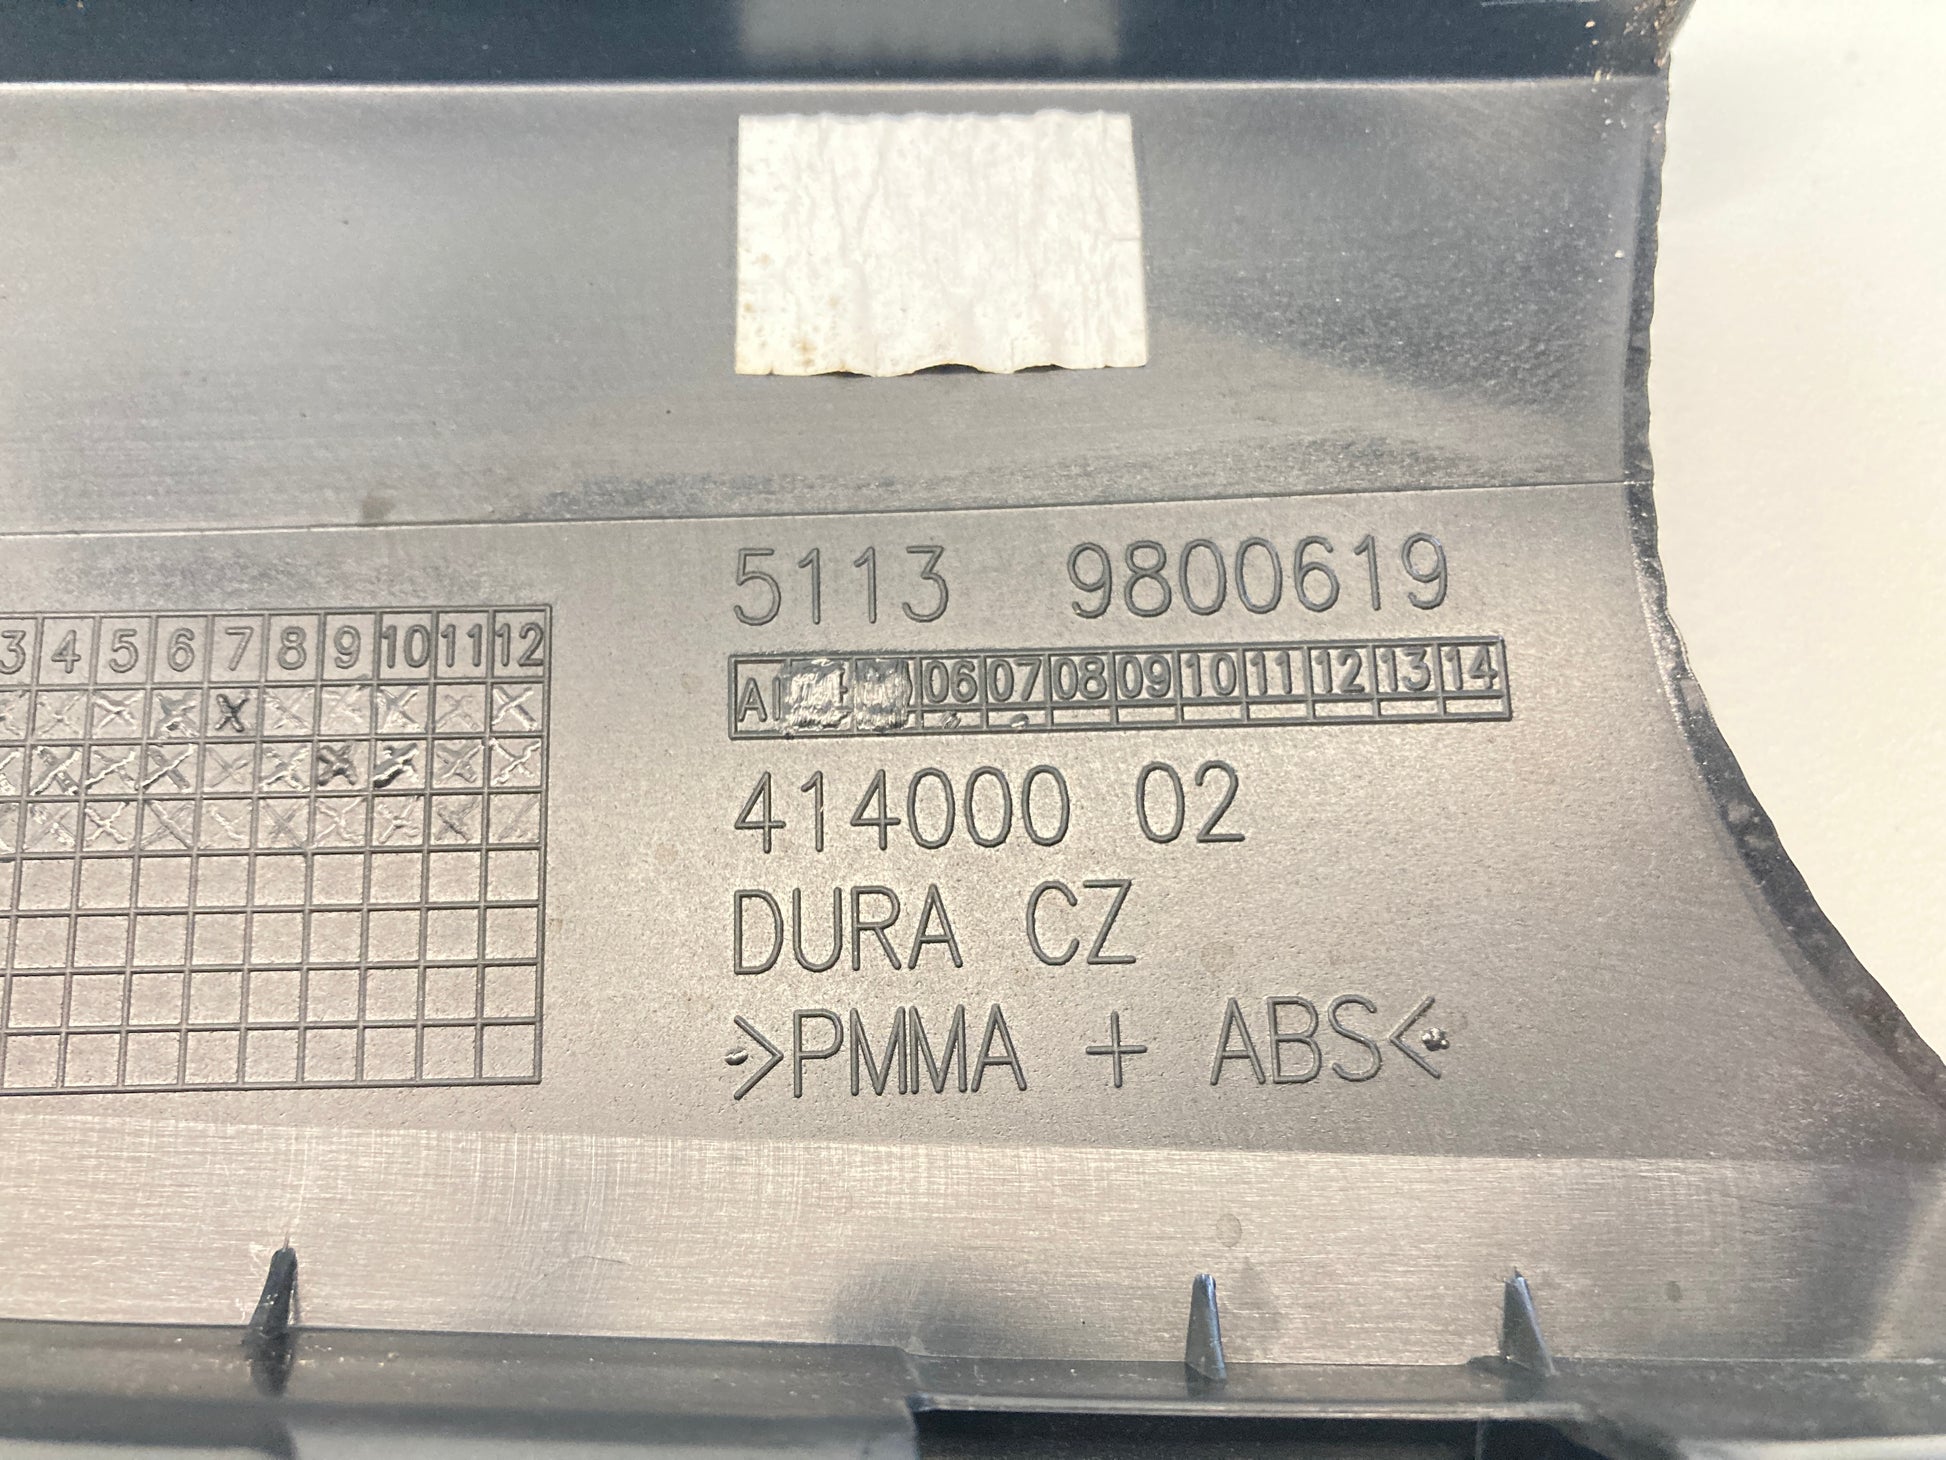 5113 9800619
3 4 5 6 7 8 9 10 11 12
AI 06 07 08 09 10 11 12 13 14
414000 02
DURA CZ
>PMMA + ABS<